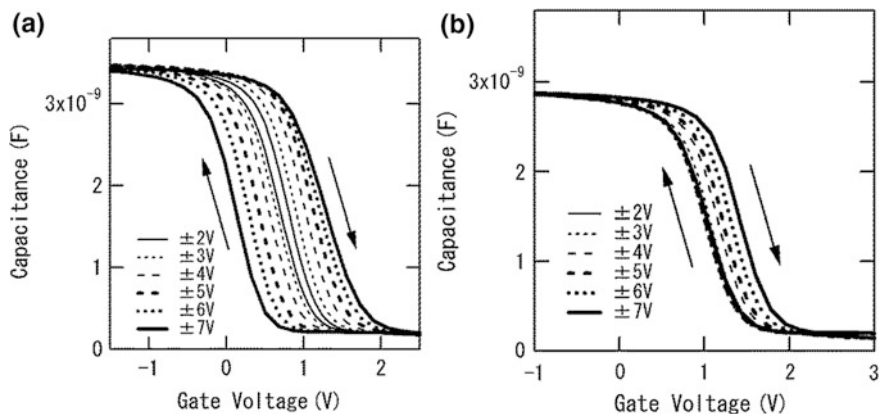 (a)
Capacitance (F)
3x10⁻⁹
2
1
0
±2V
±3V
±4V
±5V
±6V
±7V
-1
0
1
2
Gate Voltage (V)
(b)
Capacitance (F)
3x10⁻⁹
2
1
0
±2V
±3V
±4V
±5V
±6V
±7V
-1
0
1
2
3
Gate Voltage (V)